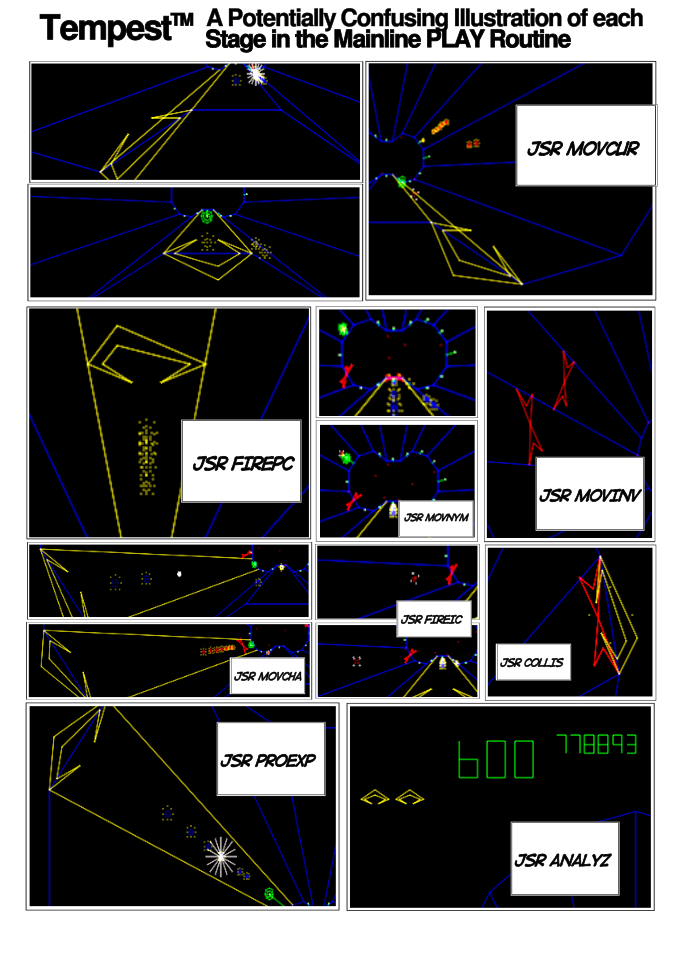 Tempest™ A Potentially Confusing Illustration of each
Stage in the Mainline PLAY Routine
JSR MOVCUR
JSR FIREPC
JSR MOVNYM
JSR MOVINV
JSR FIREIC
JSR MOVCHA
JSR COLLIS
JSR PROEXP
600
778893
JSR ANALYZ